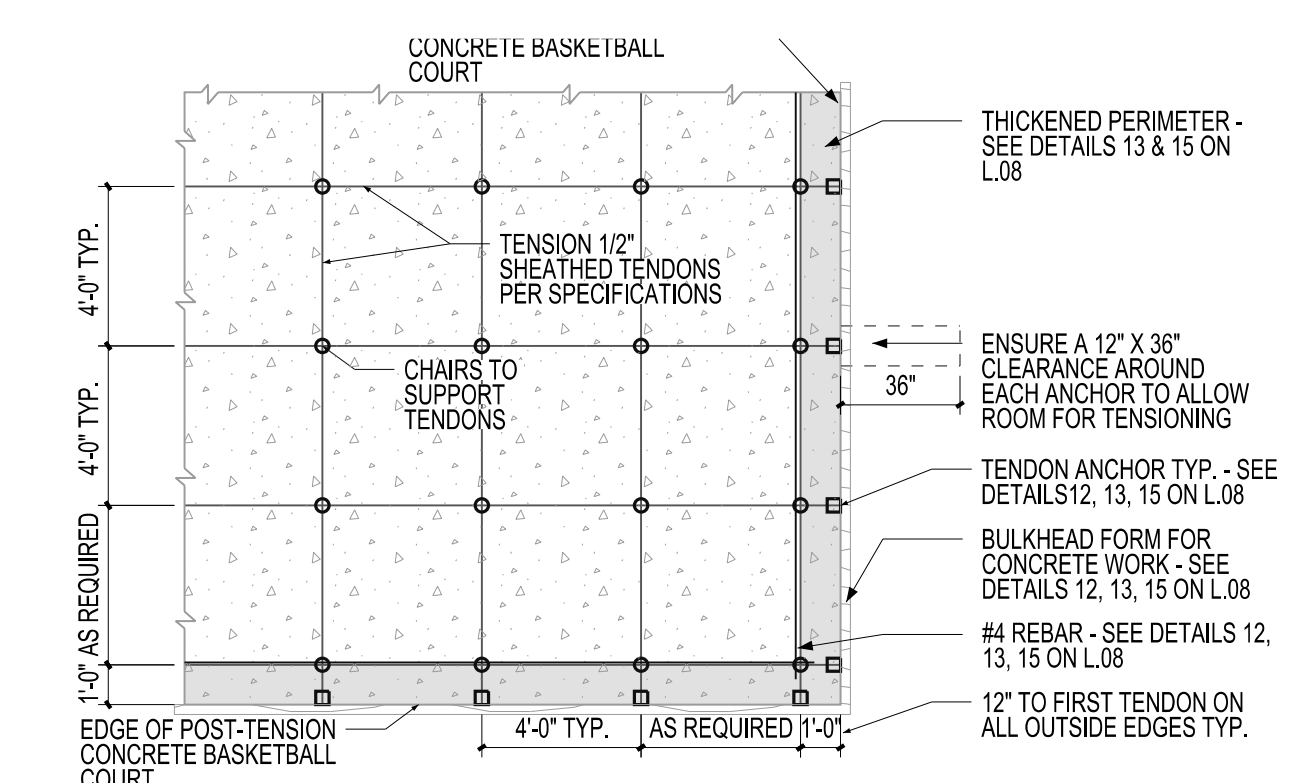 CONCRETE BASKETBALL
COURT
THICKENED PERIMETER -
SEE DETAILS 13 & 15 ON
L.08
4'-0" TYP.
TENSION 1/2"
SHEATHED TENDONS
PER SPECIFICATIONS
CHAIRS TO
SUPPORT
TENDONS
36"
ENSURE A 12" X 36"
CLEARANCE AROUND
EACH ANCHOR TO ALLOW
ROOM FOR TENSIONING
4'-0" TYP.
TENDON ANCHOR TYP. - SEE
DETAILS12, 13, 15 ON L.08
BULKHEAD FORM FOR
CONCRETE WORK - SEE
DETAILS 12, 13, 15 ON L.08
AS REQUIRED
#4 REBAR - SEE DETAILS 12,
13, 15 ON L.08
1'-0"
12" TO FIRST TENDON ON
ALL OUTSIDE EDGES TYP.
EDGE OF POST-TENSION
CONCRETE BASKETBALL
COURT
4'-0" TYP.
AS REQUIRED
1'-0"